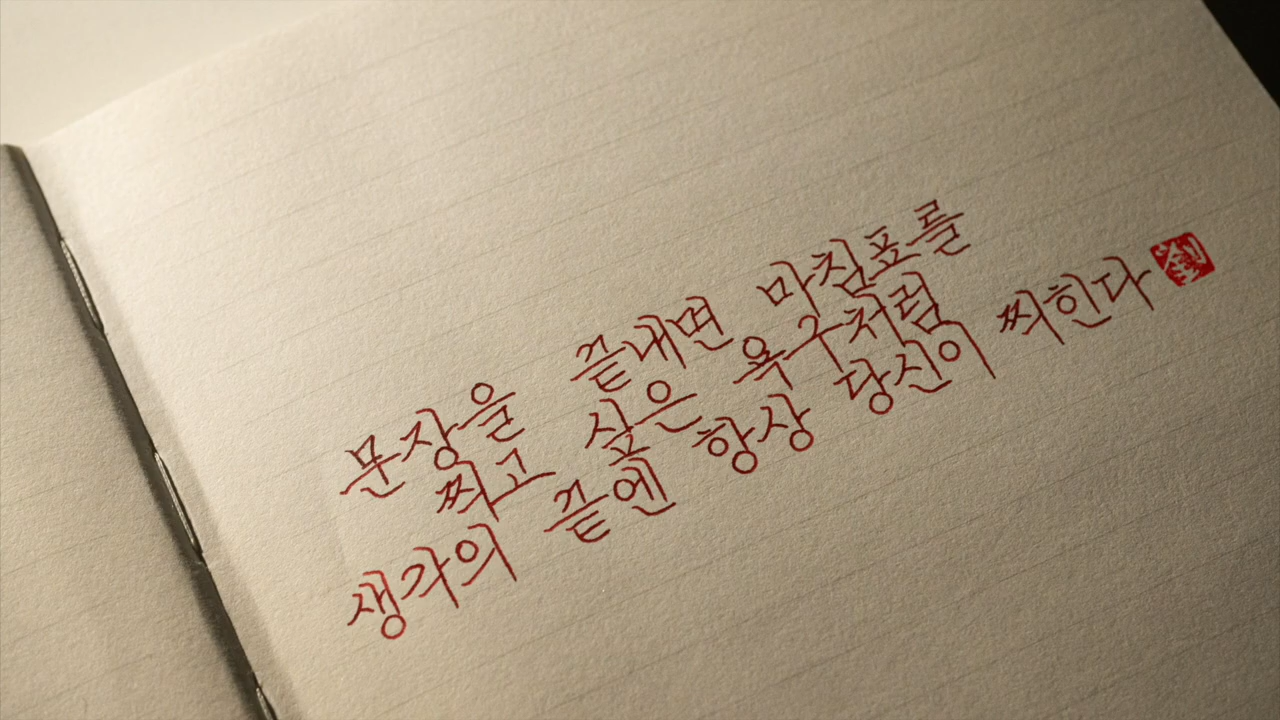 문장을 끝내면 마침표를
찍고 싶은 욕구처럼
생각의 끝엔 항상 당신이 찍힌다
劉